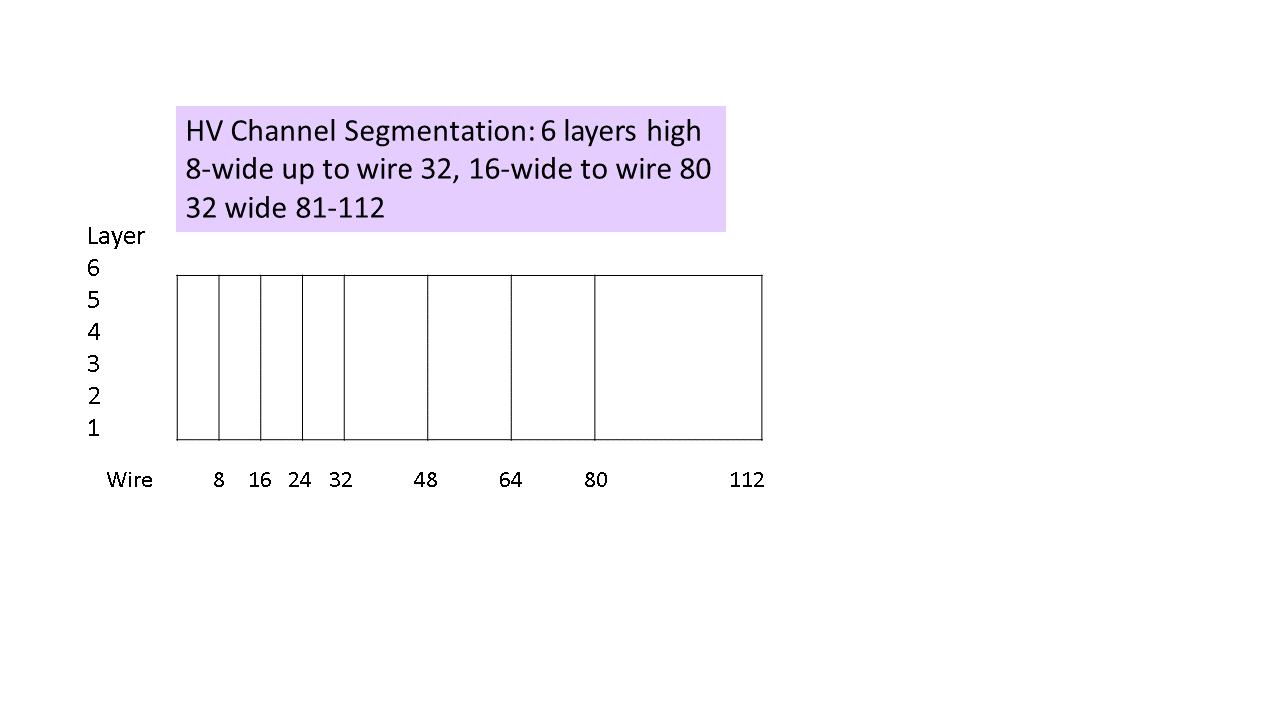 HV Channel Segmentation: 6 layers high
8-wide up to wire 32, 16-wide to wire 80
32 wide 81-112
Layer
6
5
4
3
2
1
Wire 8 16 24 32 48 64 80 112